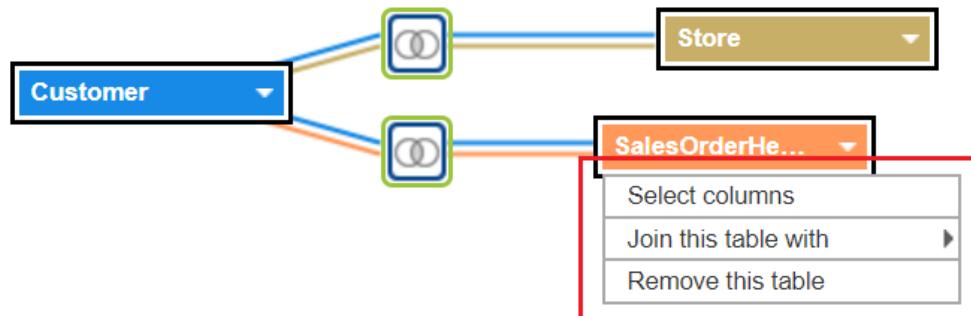 Store
Customer
SalesOrderHe...
Select columns
Join this table with
Remove this table